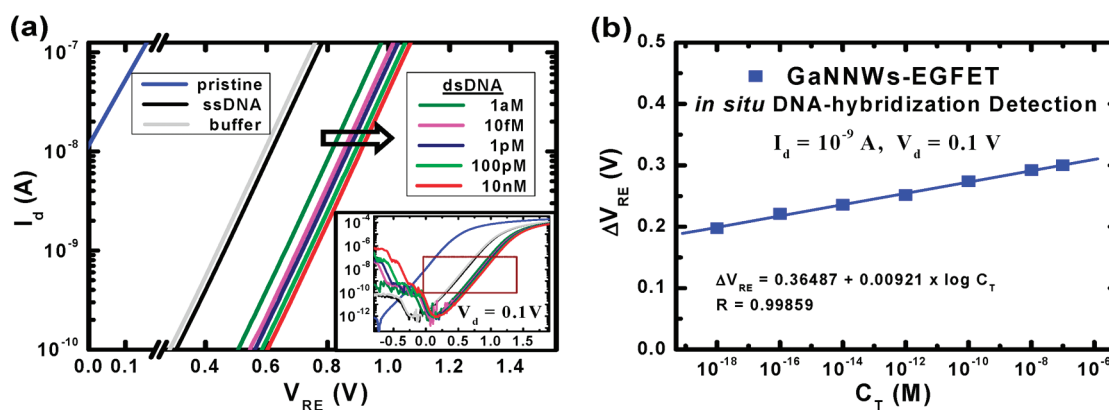 (a)
10⁻⁷
10⁻⁸
10⁻⁹
10⁻¹⁰
I_d (A)
pristine
ssDNA
buffer
dsDNA
1aM
10fM
1pM
100pM
10nM
10⁻⁴
10⁻⁶
10⁻⁸
10⁻¹⁰
10⁻¹²
V_d = 0.1V
-0.5 0.0 0.5 1.0 1.5
0.0 0.1 0.4 0.6 0.8 1.0 1.2 1.4
V_RE (V)
(b)
0.5
0.4
0.3
0.2
0.1
0.0
ΔV_RE (V)
GaNNWs-EGFET
in situ DNA-hybridization Detection
I_d = 10⁻⁹ A, V_d = 0.1 V
ΔV_RE = 0.36487 + 0.00921 x log C_T
R = 0.99859
10⁻¹⁸ 10⁻¹⁶ 10⁻¹⁴ 10⁻¹² 10⁻¹⁰ 10⁻⁸ 10⁻⁶
C_T (M)